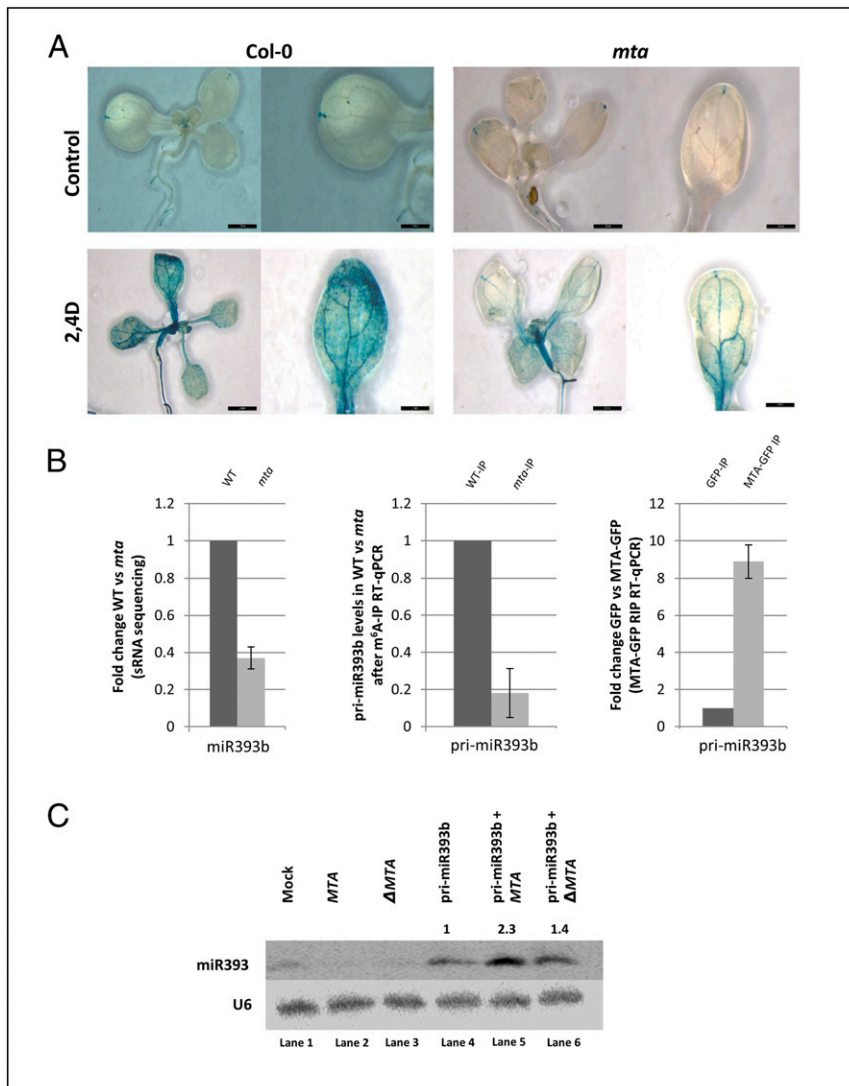 A
Col-0
mta
Control
2,4D
B
WT
mta
Fold change WT vs mta
(sRNA sequencing)
1.2
1
0.8
0.6
0.4
0.2
0
miR393b
WT-IP
mta-IP
pri-miR393b levels in WT vs mta
after m⁶A-IP RT-qPCR
1.2
1
0.8
0.6
0.4
0.2
0
pri-miR393b
GFP-IP
MTA-GFP IP
Fold change GFP vs MTA-GFP
(MTA-GFP RIP RT-qPCR)
12
10
8
6
4
2
0
pri-miR393b
C
Mock
MTA
ΔMTA
pri-miR393b
pri-miR393b +
MTA
pri-miR393b +
ΔMTA
1
2.3
1.4
miR393
U6
Lane 1
Lane 2
Lane 3
Lane 4
Lane 5
Lane 6